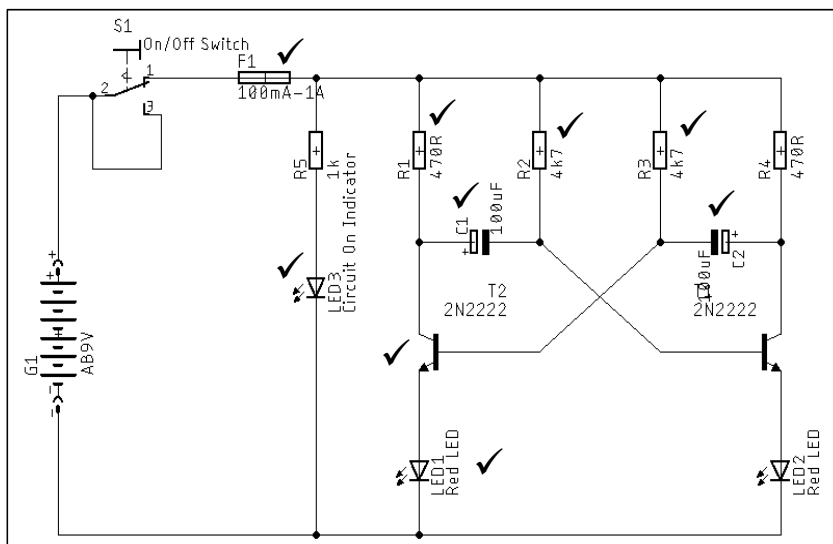 S1
On/Off Switch
F1
100mA-1A
1
2
3
R5
1k
R1
470R
R2
4k7
R3
4k7
R4
470R
C1
100uF
+
100uF
C2
+
LED3
Circuit On Indicator
T2
2N2222
2N2222
G1
AB9V
+
+
-
-
LED1
Red LED
LED2
Red LED